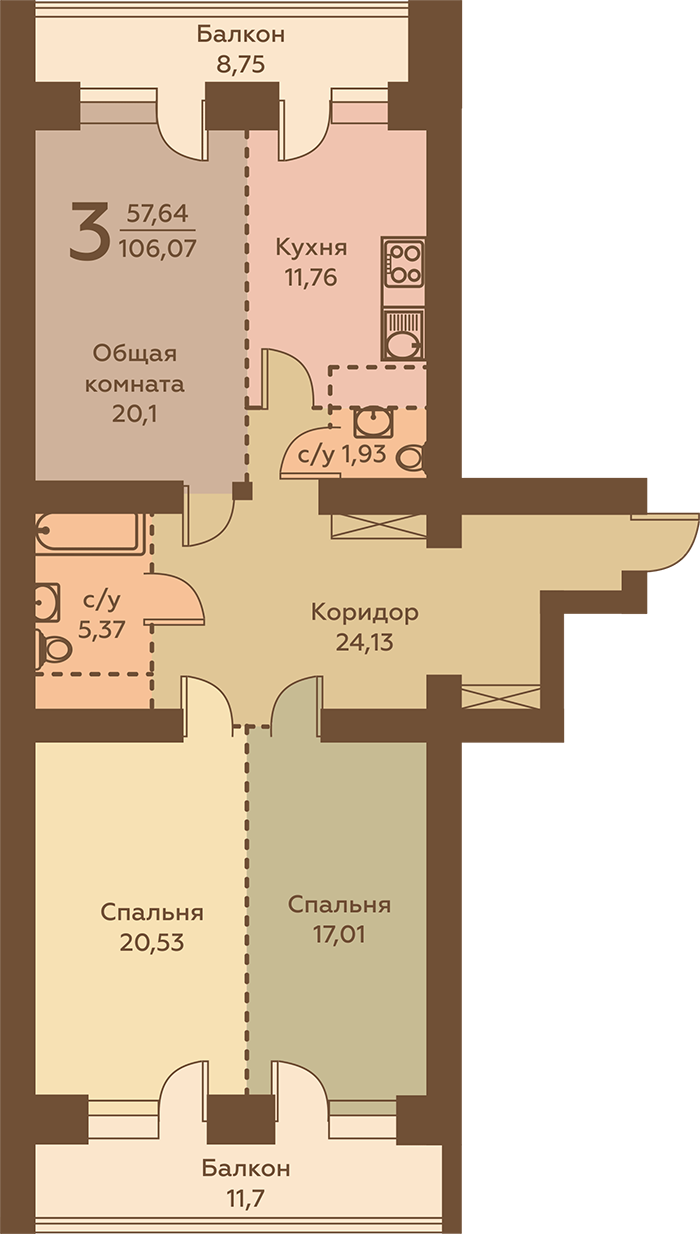 Балкон
8,75
3
57,64
106,07
Кухня
11,76
Общая
комната
20,1
с/у 1,93
с/у
5,37
Коридор
24,13
Спальня
20,53
Спальня
17,01
Балкон
11,7